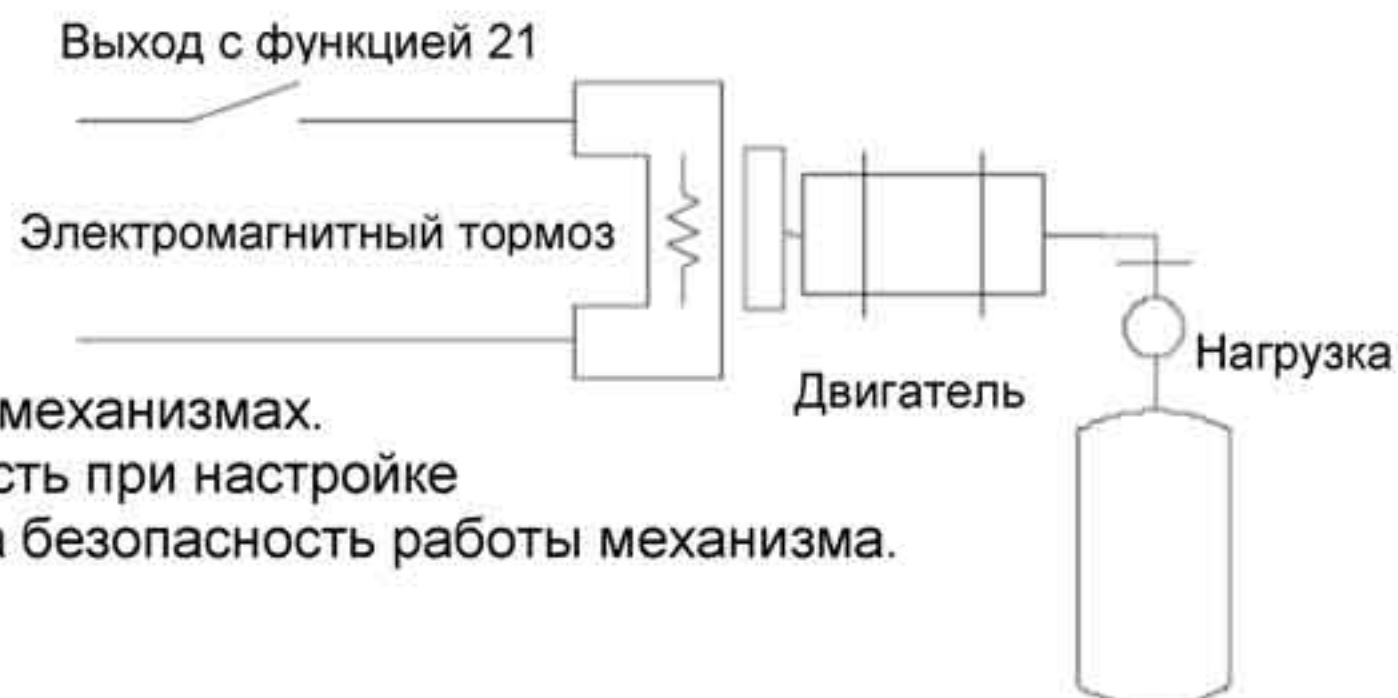 Выход с функцией 21
Электромагнитный тормоз
Нагрузка
Двигатель
механизмах.
сть при настройке
а безопасность работы механизма.